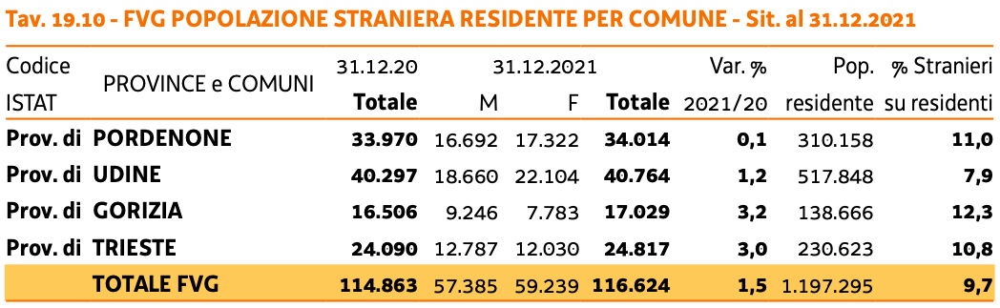 Tav. 19.10 - FVG POPOLAZIONE STRANIERA RESIDENTE PER COMUNE - Sit. al 31.12.2021
Codice PROVINCE e COMUNI 31.12.20 31.12.2021 Var. % Pop. % Stranieri
ISTAT Totale M F Totale 2021/20 residente su residenti
Prov. di PORDENONE 33.970 16.692 17.322 34.014 0,1 310.158 11,0
Prov. di UDINE 40.297 18.660 22.104 40.764 1,2 517.848 7,9
Prov. di GORIZIA 16.506 9.246 7.783 17.029 3,2 138.666 12,3
Prov. di TRIESTE 24.090 12.787 12.030 24.817 3,0 230.623 10,8
TOTALE FVG 114.863 57.385 59.239 116.624 1,5 1.197.295 9,7